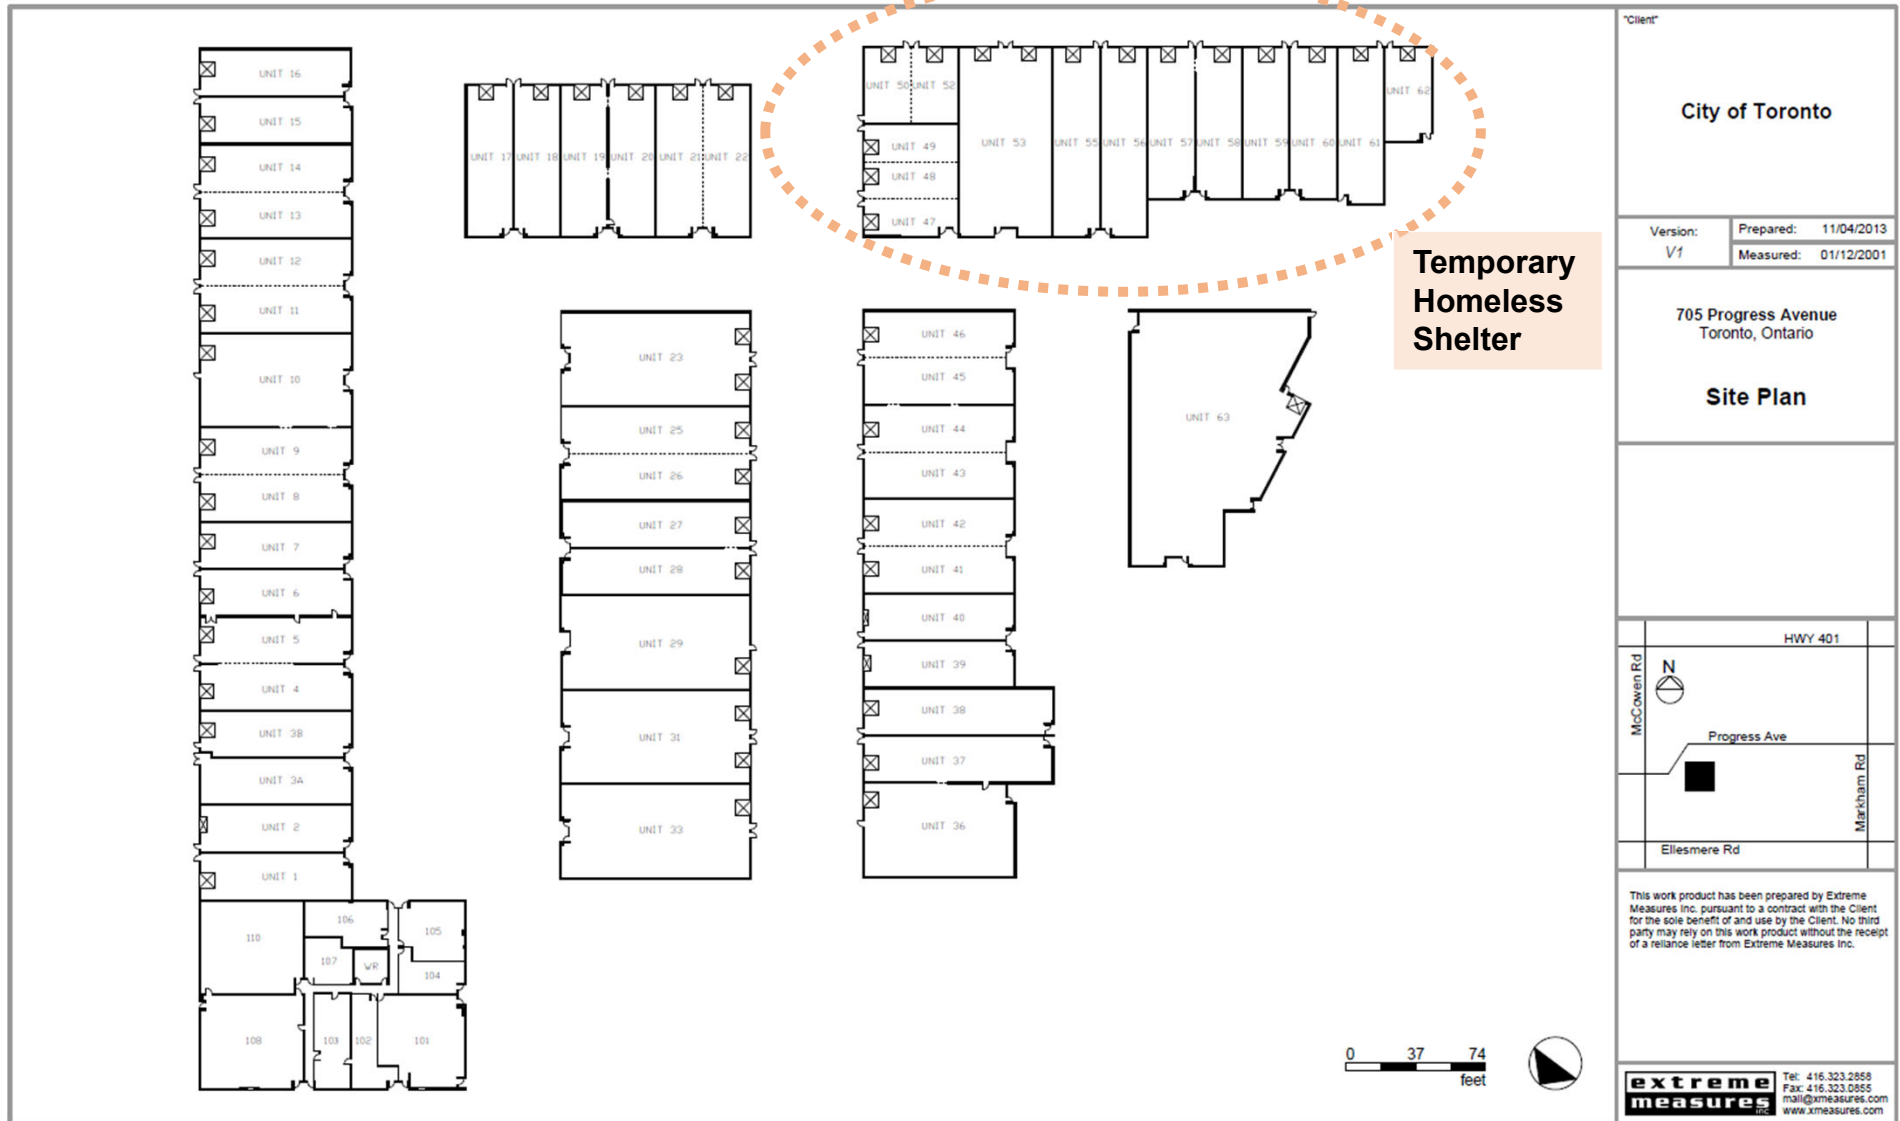 UNIT 16
UNIT 15
UNIT 14
UNIT 13
UNIT 12
UNIT 11
UNIT 10
UNIT 9
UNIT 8
UNIT 7
UNIT 6
UNIT 5
UNIT 4
UNIT 3B
UNIT 3A
UNIT 2
UNIT 1
106
105
110
107
WR
104
108
103
102
101
UNIT 17
UNIT 18
UNIT 19
UNIT 20
UNIT 21
UNIT 22
UNIT 23
UNIT 25
UNIT 26
UNIT 27
UNIT 28
UNIT 29
UNIT 31
UNIT 33
UNIT 50
UNIT 52
UNIT 49
UNIT 48
UNIT 47
UNIT 53
UNIT 55
UNIT 56
UNIT 57
UNIT 58
UNIT 59
UNIT 60
UNIT 61
UNIT 62
Temporary
Homeless
Shelter
UNIT 46
UNIT 45
UNIT 44
UNIT 43
UNIT 42
UNIT 41
UNIT 40
UNIT 39
UNIT 38
UNIT 37
UNIT 36
UNIT 63
0 37 74
feet
"Client"
City of Toronto
Version:
V1
Prepared: 11/04/2013
Measured: 01/12/2001
705 Progress Avenue
Toronto, Ontario
Site Plan
HWY 401
McCowen Rd
N
Progress Ave
Markham Rd
Ellesmere Rd
This work product has been prepared by Extreme
Measures Inc. pursuant to a contract with the Client
for the sole benefit of and use by the Client. No third
party may rely on this work product without the receipt
of a reliance letter from Extreme Measures Inc.
extreme
measures inc
Tel: 416.323.2858
Fax: 416.323.0855
mail@xmeasures.com
www.xmeasures.com